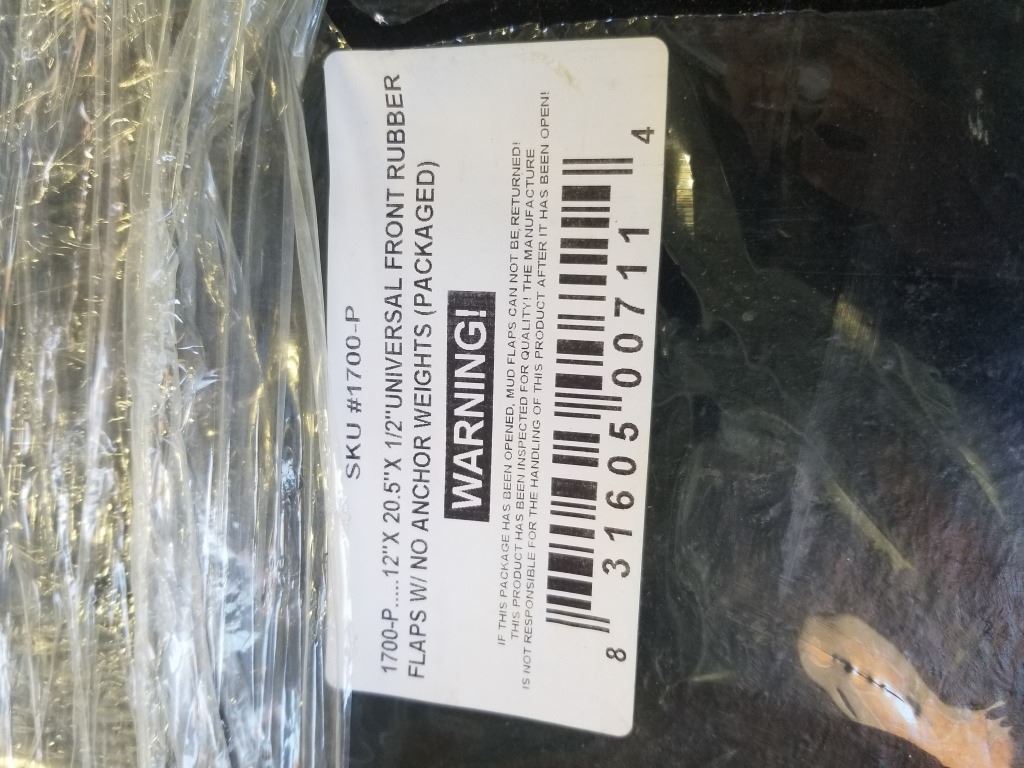 SKU #1700-P
1700-P.....12"X 20.5"X 1/2"UNIVERSAL FRONT RUBBER
FLAPS W/ NO ANCHOR WEIGHTS (PACKAGED)
WARNING!
IF THIS PACKAGE HAS BEEN OPENED, MUD FLAPS CAN NOT BE RETURNED!
THIS PRODUCT HAS BEEN INSPECTED FOR QUALITY! THE MANUFACTURE
IS NOT RESPONSIBLE FOR THE HANDLING OF THIS PRODUCT AFTER IT HAS BEEN OPEN!
8 31605 00711 4